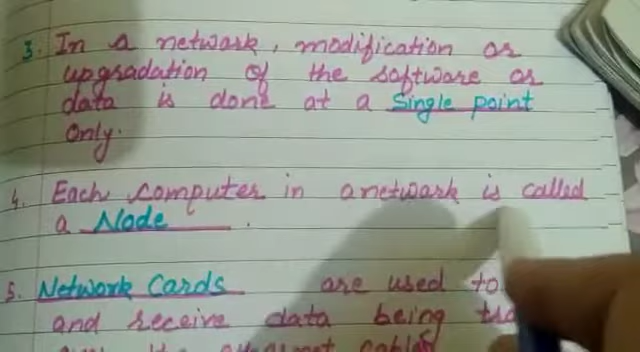 3. In a network, modification or
upgradation of the software or
data is done at a Single point
only.
4. Each computer in a network is called
a Node.
5. Network Cards are used to
and receive data being